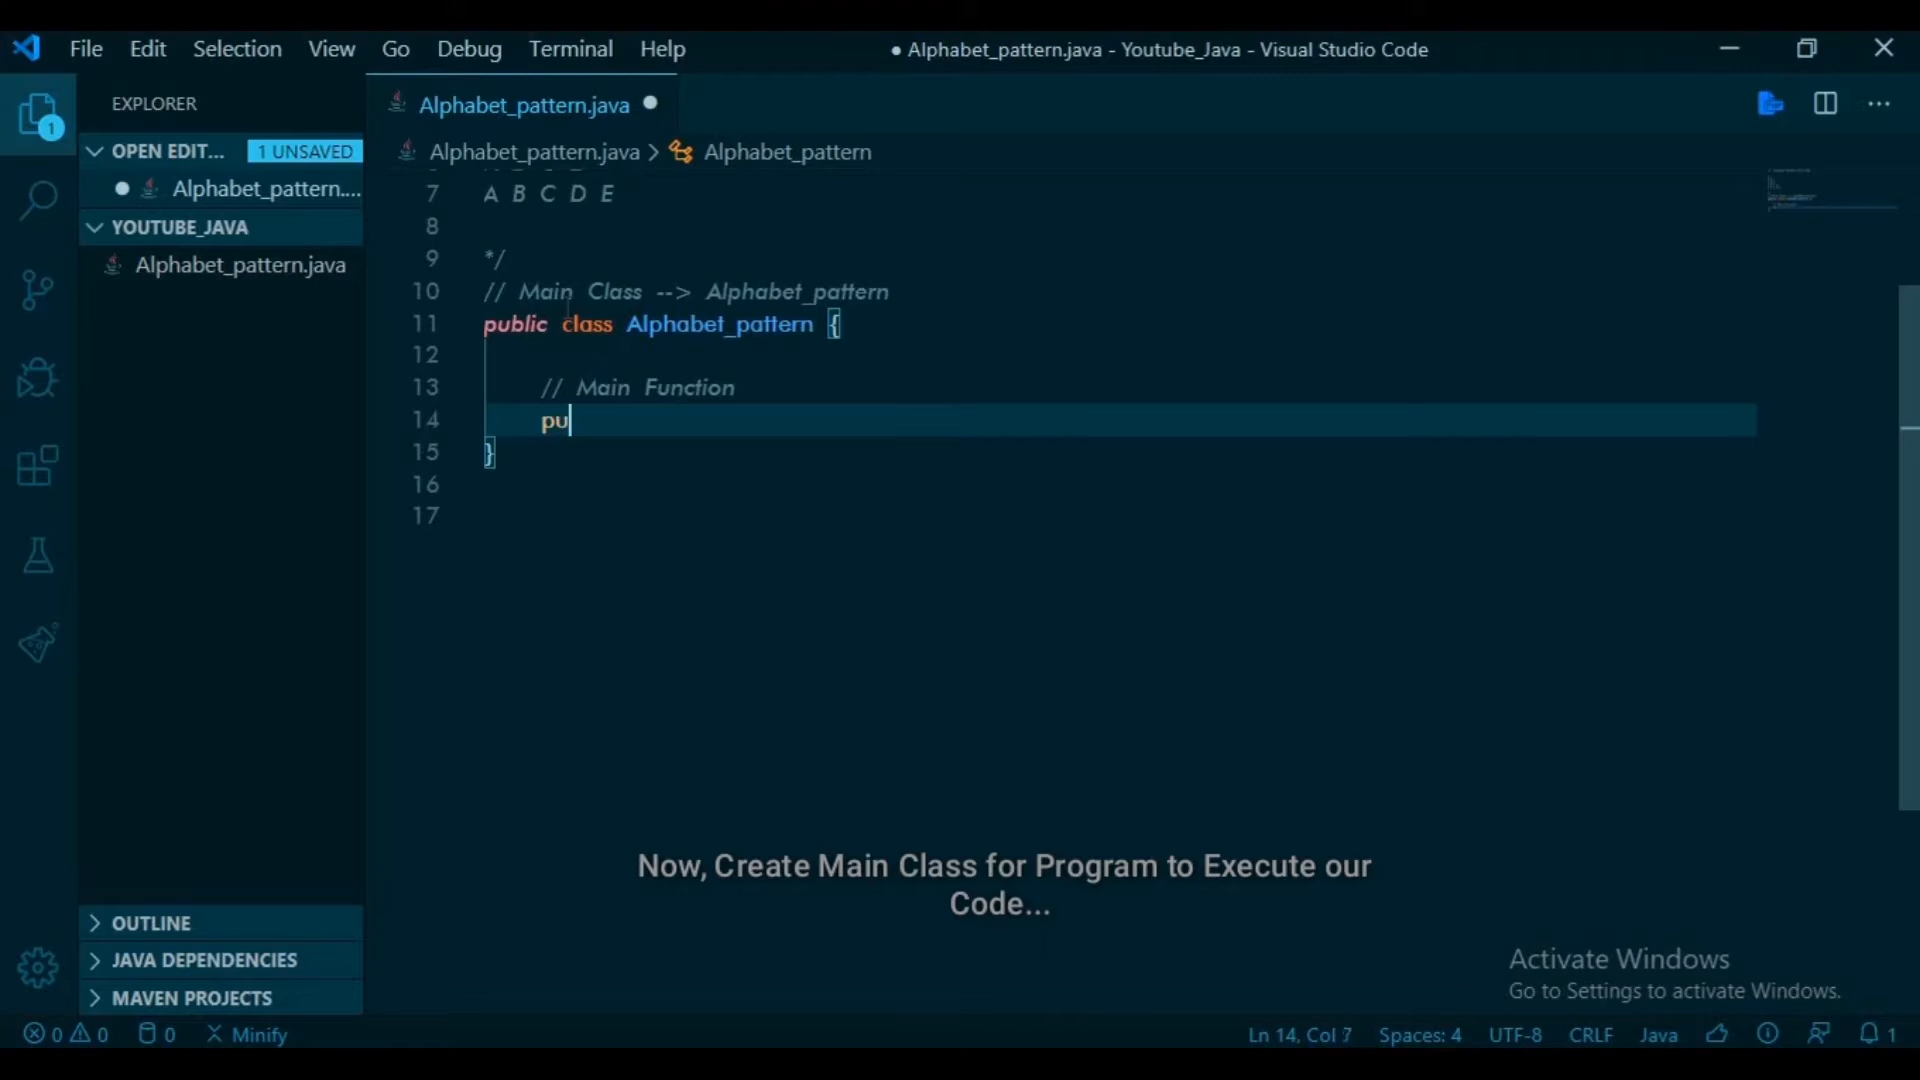 File Edit Selection View Go Debug Terminal Help
● Alphabet_pattern.java - Youtube_Java - Visual Studio Code
EXPLORER
OPEN EDIT... 1 UNSAVED
Alphabet_pattern....
YOUTUBE_JAVA
Alphabet_pattern.java
OUTLINE
JAVA DEPENDENCIES
MAVEN PROJECTS
1
Alphabet_pattern.java
Alphabet_pattern.java > Alphabet_pattern
7 A B C D E
8
9 */
10 // Main Class --> Alphabet_pattern
11 public class Alphabet_pattern {
12
13 // Main Function
14 pu
15 }
16
17
Now, Create Main Class for Program to Execute our
Code...
Activate Windows
Go to Settings to activate Windows.
0 0 0 Minify
Ln 14, Col 7 Spaces: 4 UTF-8 CRLF Java 1